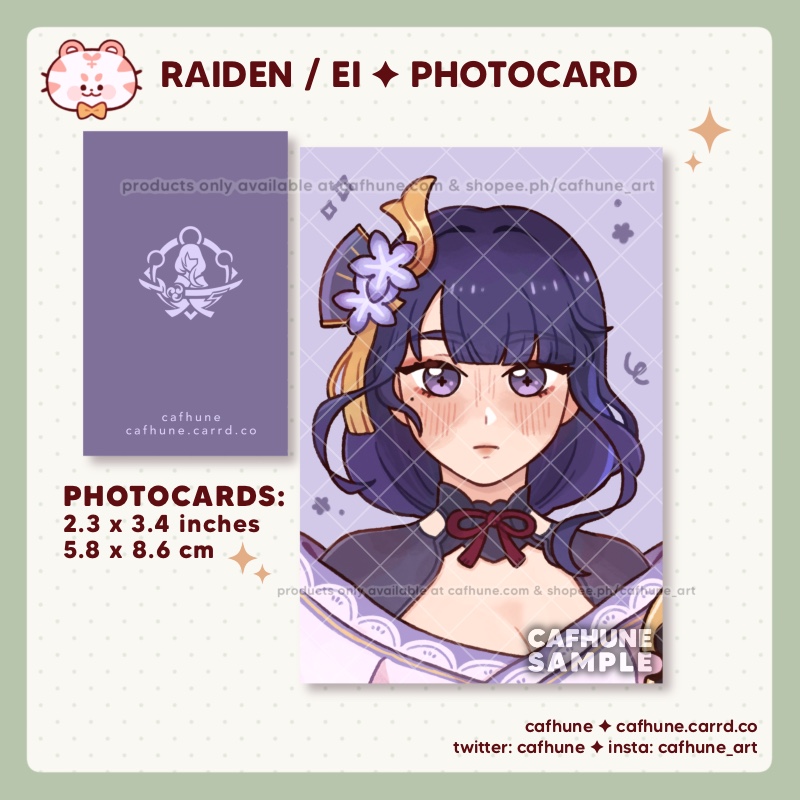 RAIDEN / EI ✦ PHOTOCARD
products only available at cafhune.com & shopee.ph/cafhune_art
cafhune
cafhune.carrd.co
PHOTOCARDS:
2.3 x 3.4 inches
5.8 x 8.6 cm
products only available at cafhune.com & shopee.ph/cafhune_art
CAFHUNE
SAMPLE
cafhune ✦ cafhune.carrd.co
twitter: cafhune ✦ insta: cafhune_art